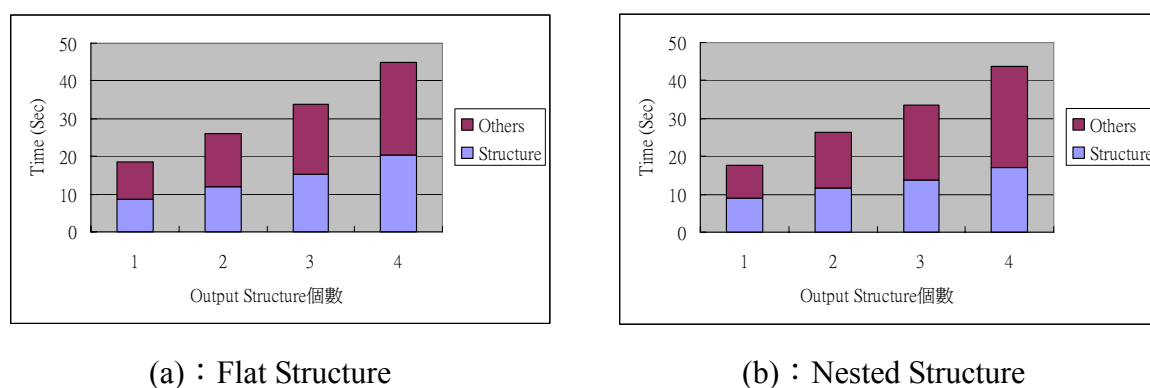 50
40
30
20
10
0
Time (Sec)
1 2 3 4
Output Structure個數
Others
Structure
(a)：Flat Structure
50
40
30
20
10
0
Time (Sec)
1 2 3 4
Output Structure個數
Others
Structure
(b)：Nested Structure